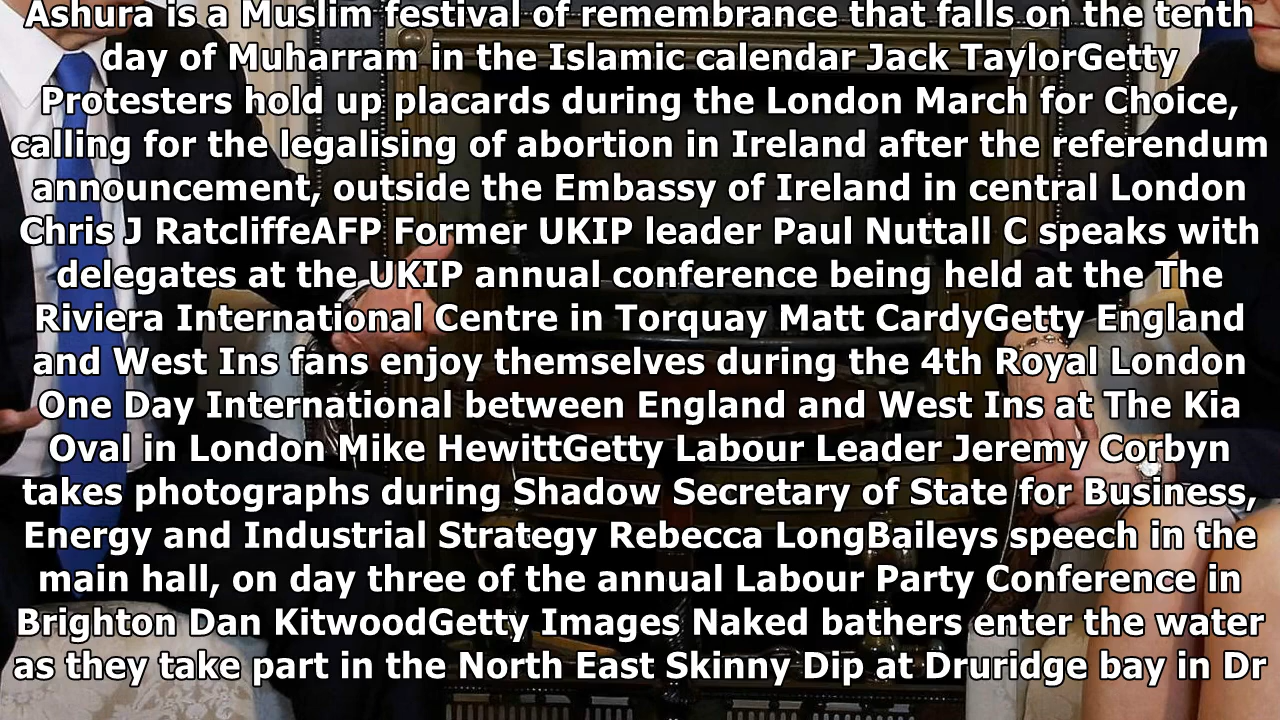 Ashura is a Muslim festival of remembrance that falls on the tenth
day of Muharram in the Islamic calendar Jack TaylorGetty
Protesters hold up placards during the London March for Choice,
calling for the legalising of abortion in Ireland after the referendum
announcement, outside the Embassy of Ireland in central London
Chris J RatcliffeAFP Former UKIP leader Paul Nuttall C speaks with
delegates at the UKIP annual conference being held at the The
Riviera International Centre in Torquay Matt CardyGetty England
and West Ins fans enjoy themselves during the 4th Royal London
One Day International between England and West Ins at The Kia
Oval in London Mike HewittGetty Labour Leader Jeremy Corbyn
takes photographs during Shadow Secretary of State for Business,
Energy and Industrial Strategy Rebecca LongBaileys speech in the
main hall, on day three of the annual Labour Party Conference in
Brighton Dan KitwoodGetty Images Naked bathers enter the water
as they take part in the North East Skinny Dip at Druridge bay in Dr